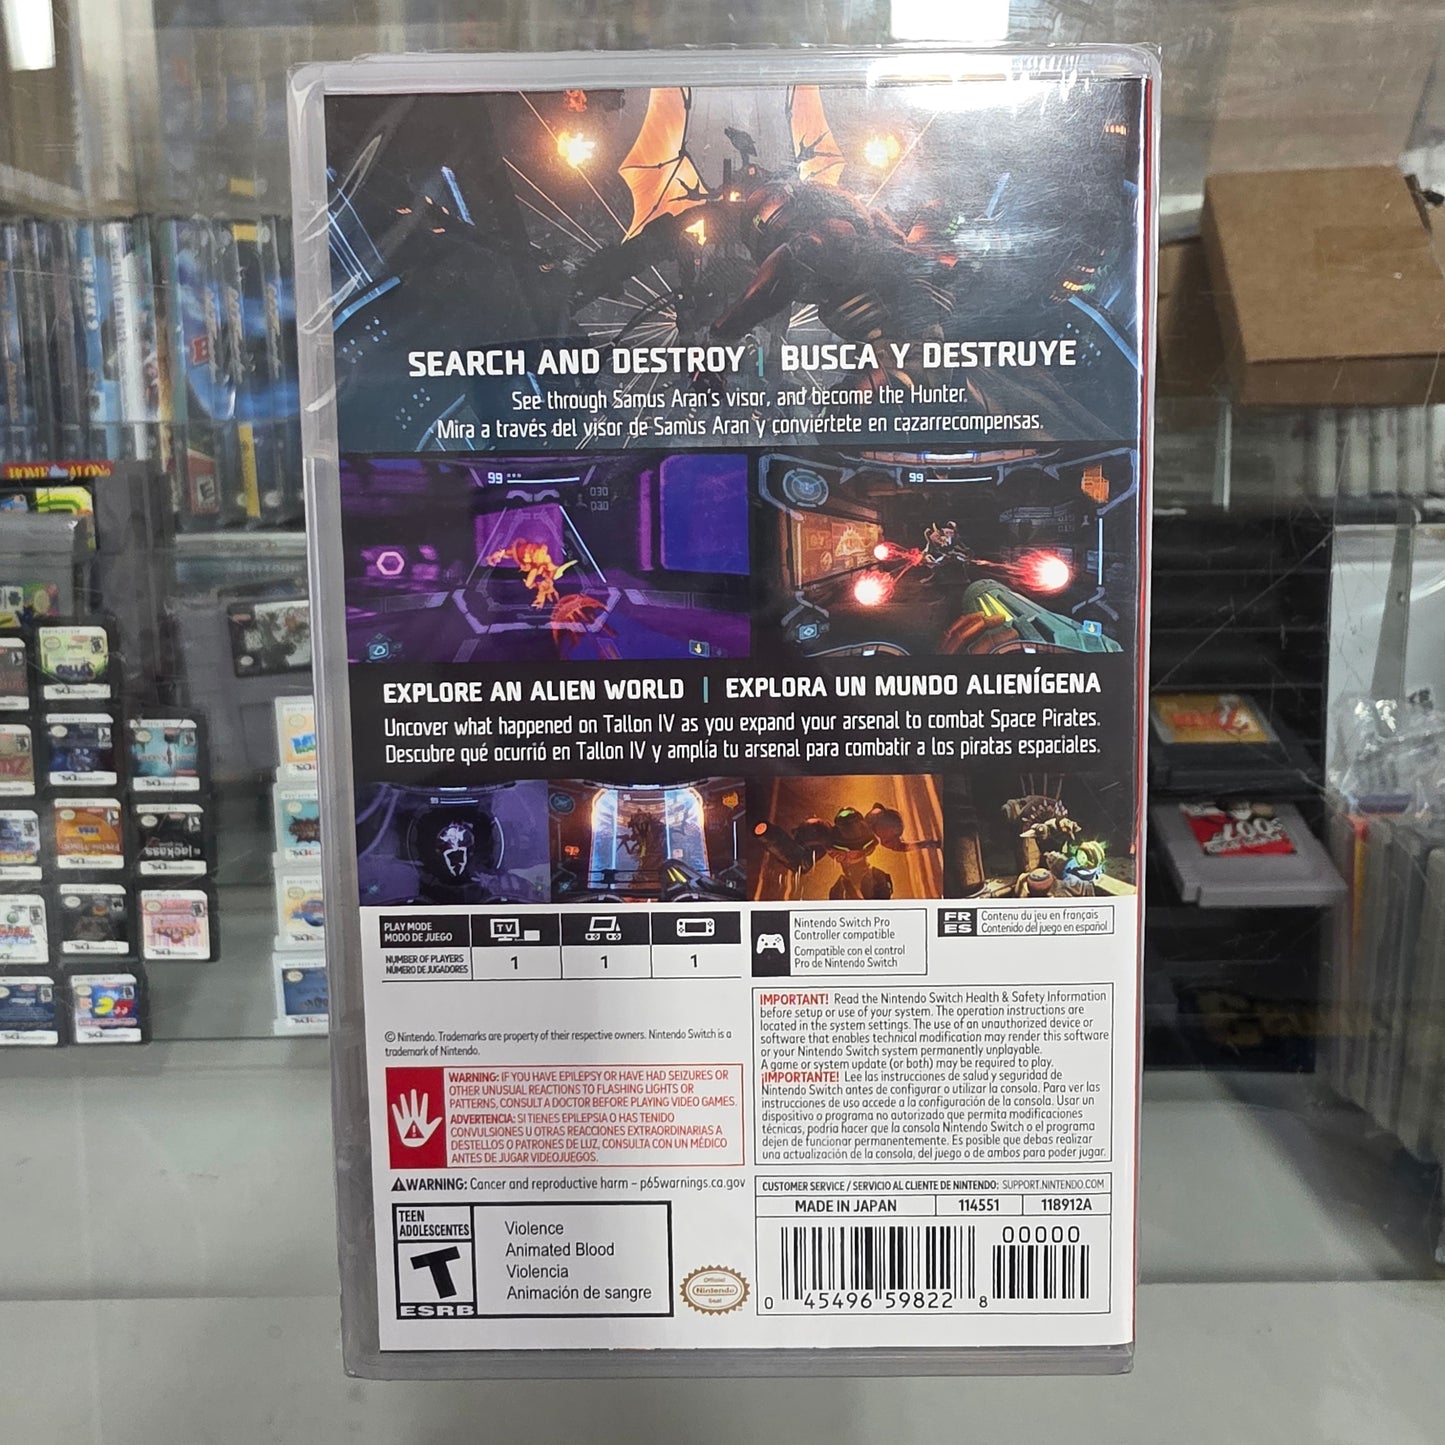 SEARCH AND DESTROY | BUSCA Y DESTRUYE
See through Samus Aran's visor, and become the Hunter.
Mira a través del visor de Samus Aran y conviértete en cazarrecompensas.
99
030
030
99
EXPLORE AN ALIEN WORLD | EXPLORA UN MUNDO ALIENÍGENA
Uncover what happened on Tallon IV as you expand your arsenal to combat Space Pirates.
Descubre qué ocurrió en Tallon IV y amplía tu arsenal para combatir a los piratas espaciales.
PLAY MODE
MODO DE JUEGO
TV
NUMBER OF PLAYERS
NÚMERO DE JUGADORES
1
1
1
Nintendo Switch Pro
Controller compatible
Compatible con el control
Pro de Nintendo Switch
FR
ES
Contenu du jeu en français
Contenido del juego en español
© Nintendo. Trademarks are property of their respective owners. Nintendo Switch is a
trademark of Nintendo.
WARNING: IF YOU HAVE EPILEPSY OR HAVE HAD SEIZURES OR
OTHER UNUSUAL REACTIONS TO FLASHING LIGHTS OR
PATTERNS, CONSULT A DOCTOR BEFORE PLAYING VIDEO GAMES.
ADVERTENCIA: SI TIENES EPILEPSIA O HAS TENIDO
CONVULSIONES U OTRAS REACCIONES EXTRAORDINARIAS A
DESTELLOS O PATRONES DE LUZ, CONSULTA CON UN MÉDICO
ANTES DE JUGAR VIDEOJUEGOS.
WARNING: Cancer and reproductive harm – p65warnings.ca.gov
IMPORTANT! Read the Nintendo Switch Health & Safety Information
before setup or use of your system. The operation instructions are
located in the system settings. The use of an unauthorized device or
software that enables technical modification may render this software
or your Nintendo Switch system permanently unplayable.
A game or system update (or both) may be required to play.
¡IMPORTANTE! Lee las instrucciones de salud y seguridad de
Nintendo Switch antes de configurar o utilizar la consola. Para ver las
instrucciones de uso accede a la configuración de la consola. Usar un
dispositivo o programa no autorizado que permita modificaciones
técnicas, podría hacer que la consola Nintendo Switch o el programa
dejen de funcionar permanentemente. Es posible que debas realizar
una actualización de la consola, del juego o de ambos para poder jugar.
CUSTOMER SERVICE / SERVICIO AL CLIENTE DE NINTENDO: SUPPORT.NINTENDO.COM
MADE IN JAPAN
114551
118912A
TEEN
ADOLESCENTES
T
ESRB
Violence
Animated Blood
Violencia
Animación de sangre
Official
Nintendo
Seal
00000
0 45496 59822 8
HOME ALONE
jackass
007